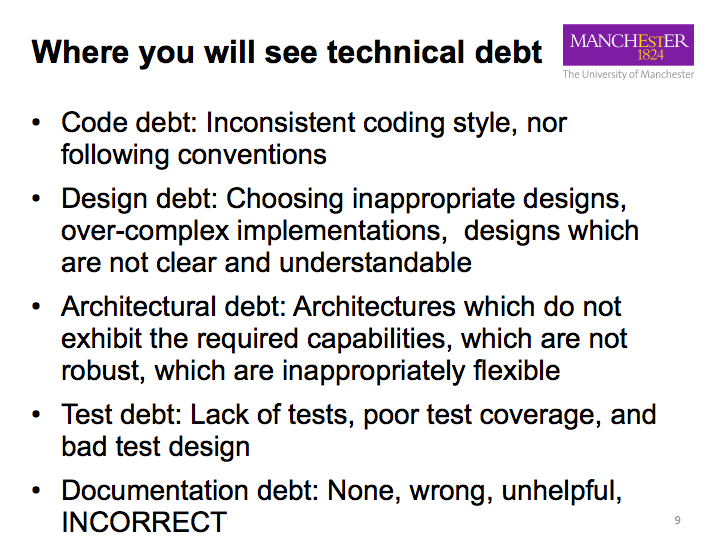 Where you will see technical debt
MANCHESTER
1824
The University of Manchester
• Code debt: Inconsistent coding style, nor
following conventions
• Design debt: Choosing inappropriate designs,
over-complex implementations,  designs which
are not clear and understandable
• Architectural debt: Architectures which do not
exhibit the required capabilities, which are not
robust, which are inappropriately flexible
• Test debt: Lack of tests, poor test coverage, and
bad test design
• Documentation debt: None, wrong, unhelpful,
INCORRECT
9